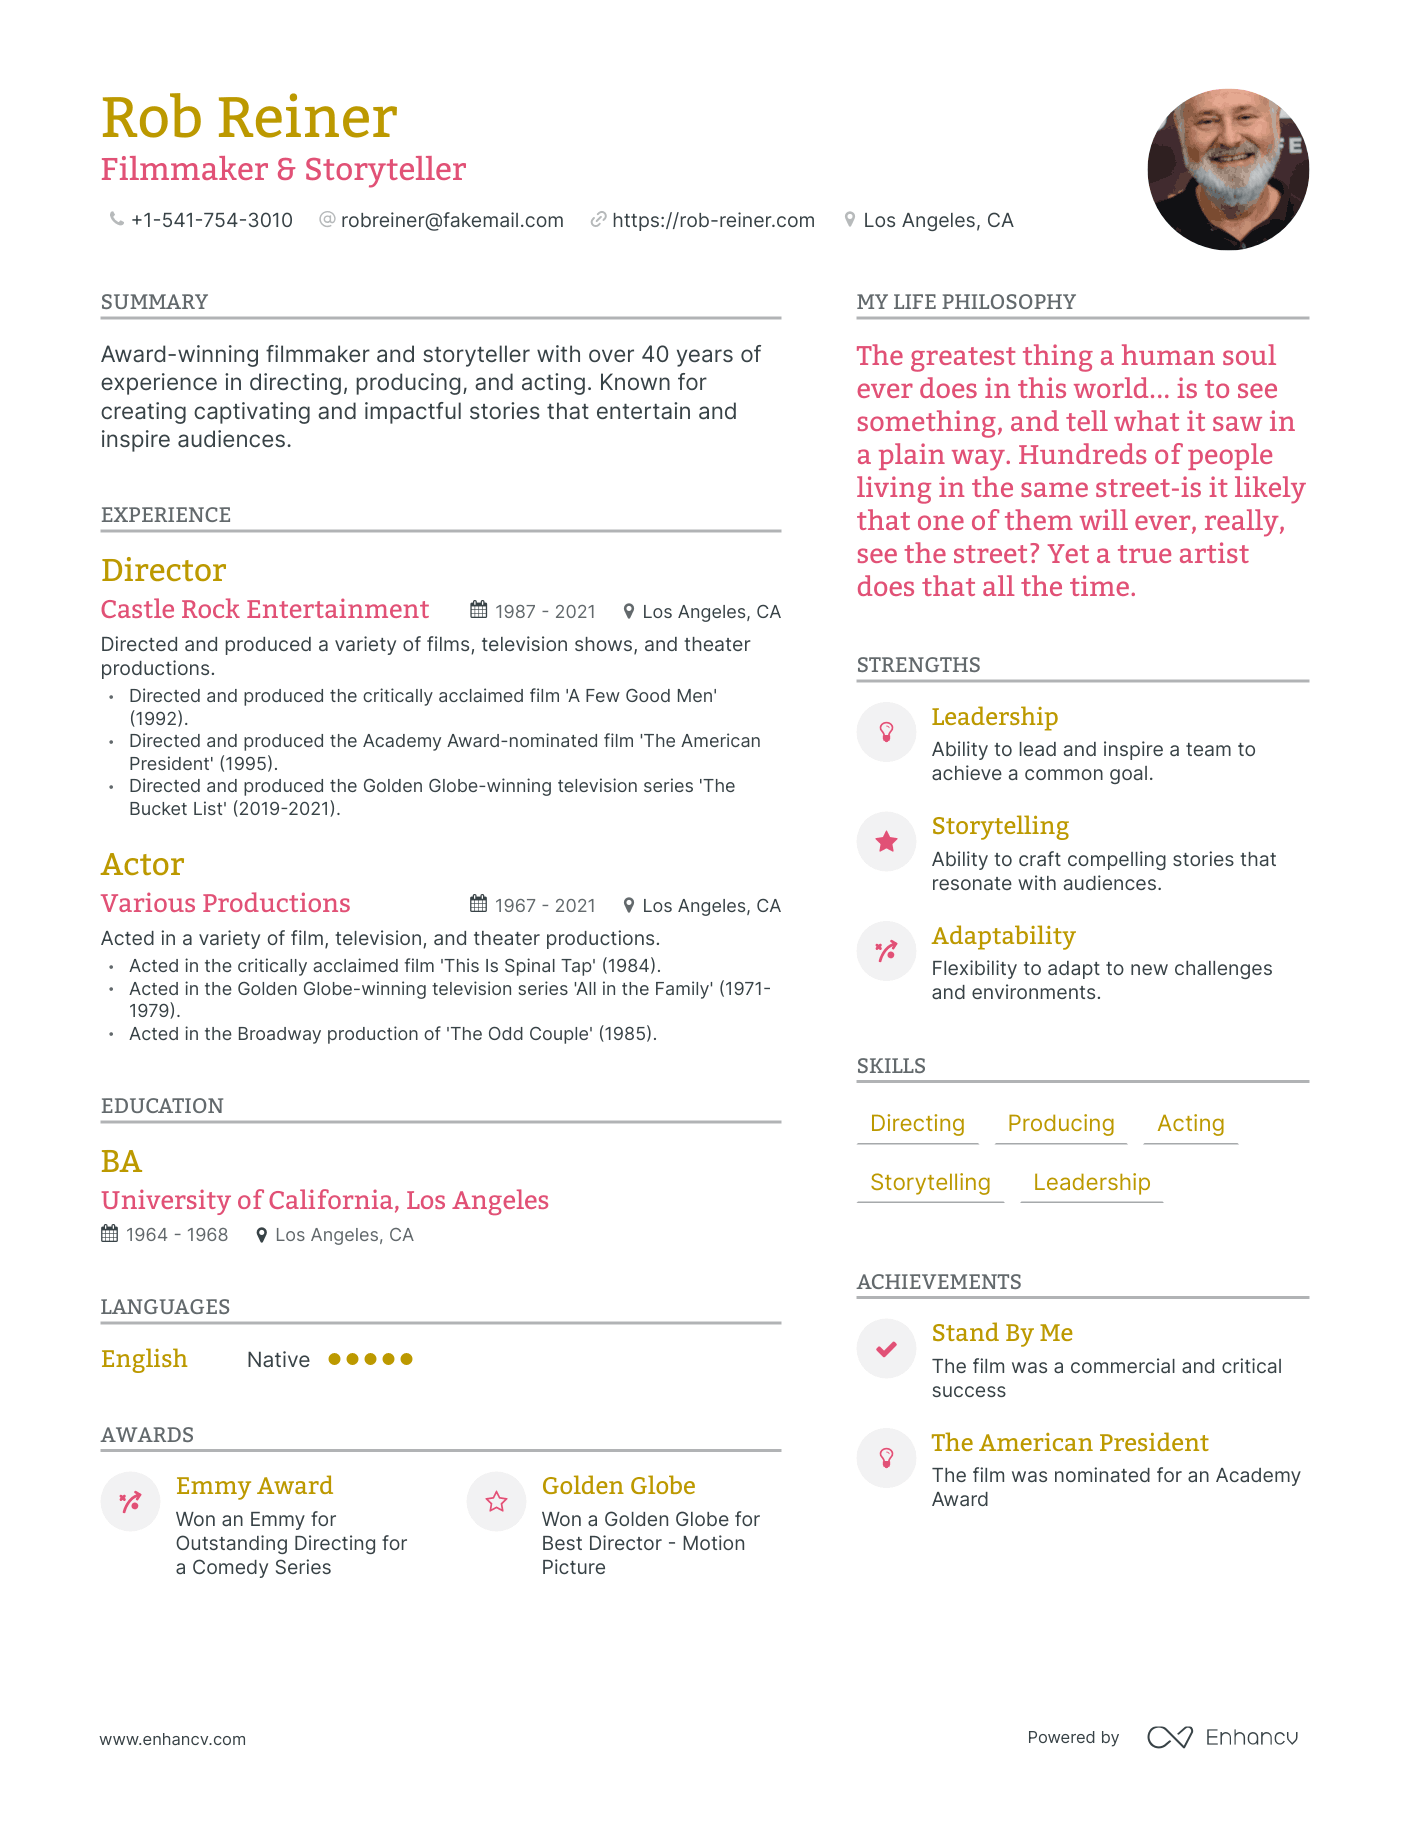 Rob Reiner
Filmmaker & Storyteller
+1-541-754-3010 @ robreiner@fakemail.com https://rob-reiner.com Los Angeles, CA
FE
SUMMARY
Award-winning filmmaker and storyteller with over 40 years of
experience in directing, producing, and acting. Known for
creating captivating and impactful stories that entertain and
inspire audiences.
EXPERIENCE
Director
Castle Rock Entertainment 1987 - 2021 Los Angeles, CA
Directed and produced a variety of films, television shows, and theater
productions.
• Directed and produced the critically acclaimed film 'A Few Good Men'
(1992).
• Directed and produced the Academy Award-nominated film 'The American
President' (1995).
• Directed and produced the Golden Globe-winning television series 'The
Bucket List' (2019-2021).
Actor
Various Productions 1967 - 2021 Los Angeles, CA
Acted in a variety of film, television, and theater productions.
• Acted in the critically acclaimed film 'This Is Spinal Tap' (1984).
• Acted in the Golden Globe-winning television series 'All in the Family' (1971-
1979).
• Acted in the Broadway production of 'The Odd Couple' (1985).
EDUCATION
BA
University of California, Los Angeles
1964 - 1968 Los Angeles, CA
LANGUAGES
English Native
AWARDS
Emmy Award
Won an Emmy for
Outstanding Directing for
a Comedy Series
Golden Globe
Won a Golden Globe for
Best Director - Motion
Picture
MY LIFE PHILOSOPHY
The greatest thing a human soul
ever does in this world... is to see
something, and tell what it saw in
a plain way. Hundreds of people
living in the same street-is it likely
that one of them will ever, really,
see the street? Yet a true artist
does that all the time.
STRENGTHS
Leadership
Ability to lead and inspire a team to
achieve a common goal.
Storytelling
Ability to craft compelling stories that
resonate with audiences.
Adaptability
Flexibility to adapt to new challenges
and environments.
SKILLS
Directing Producing Acting
Storytelling Leadership
ACHIEVEMENTS
Stand By Me
The film was a commercial and critical
success
The American President
The film was nominated for an Academy
Award
www.enhancv.com
Powered by Enhancv